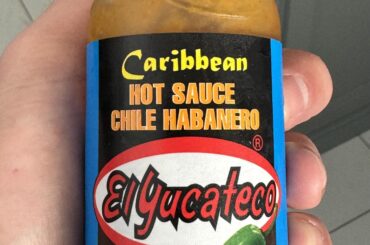 Caribbean
HOT SAUCE
CHILE HABANERO
El Yucateco®